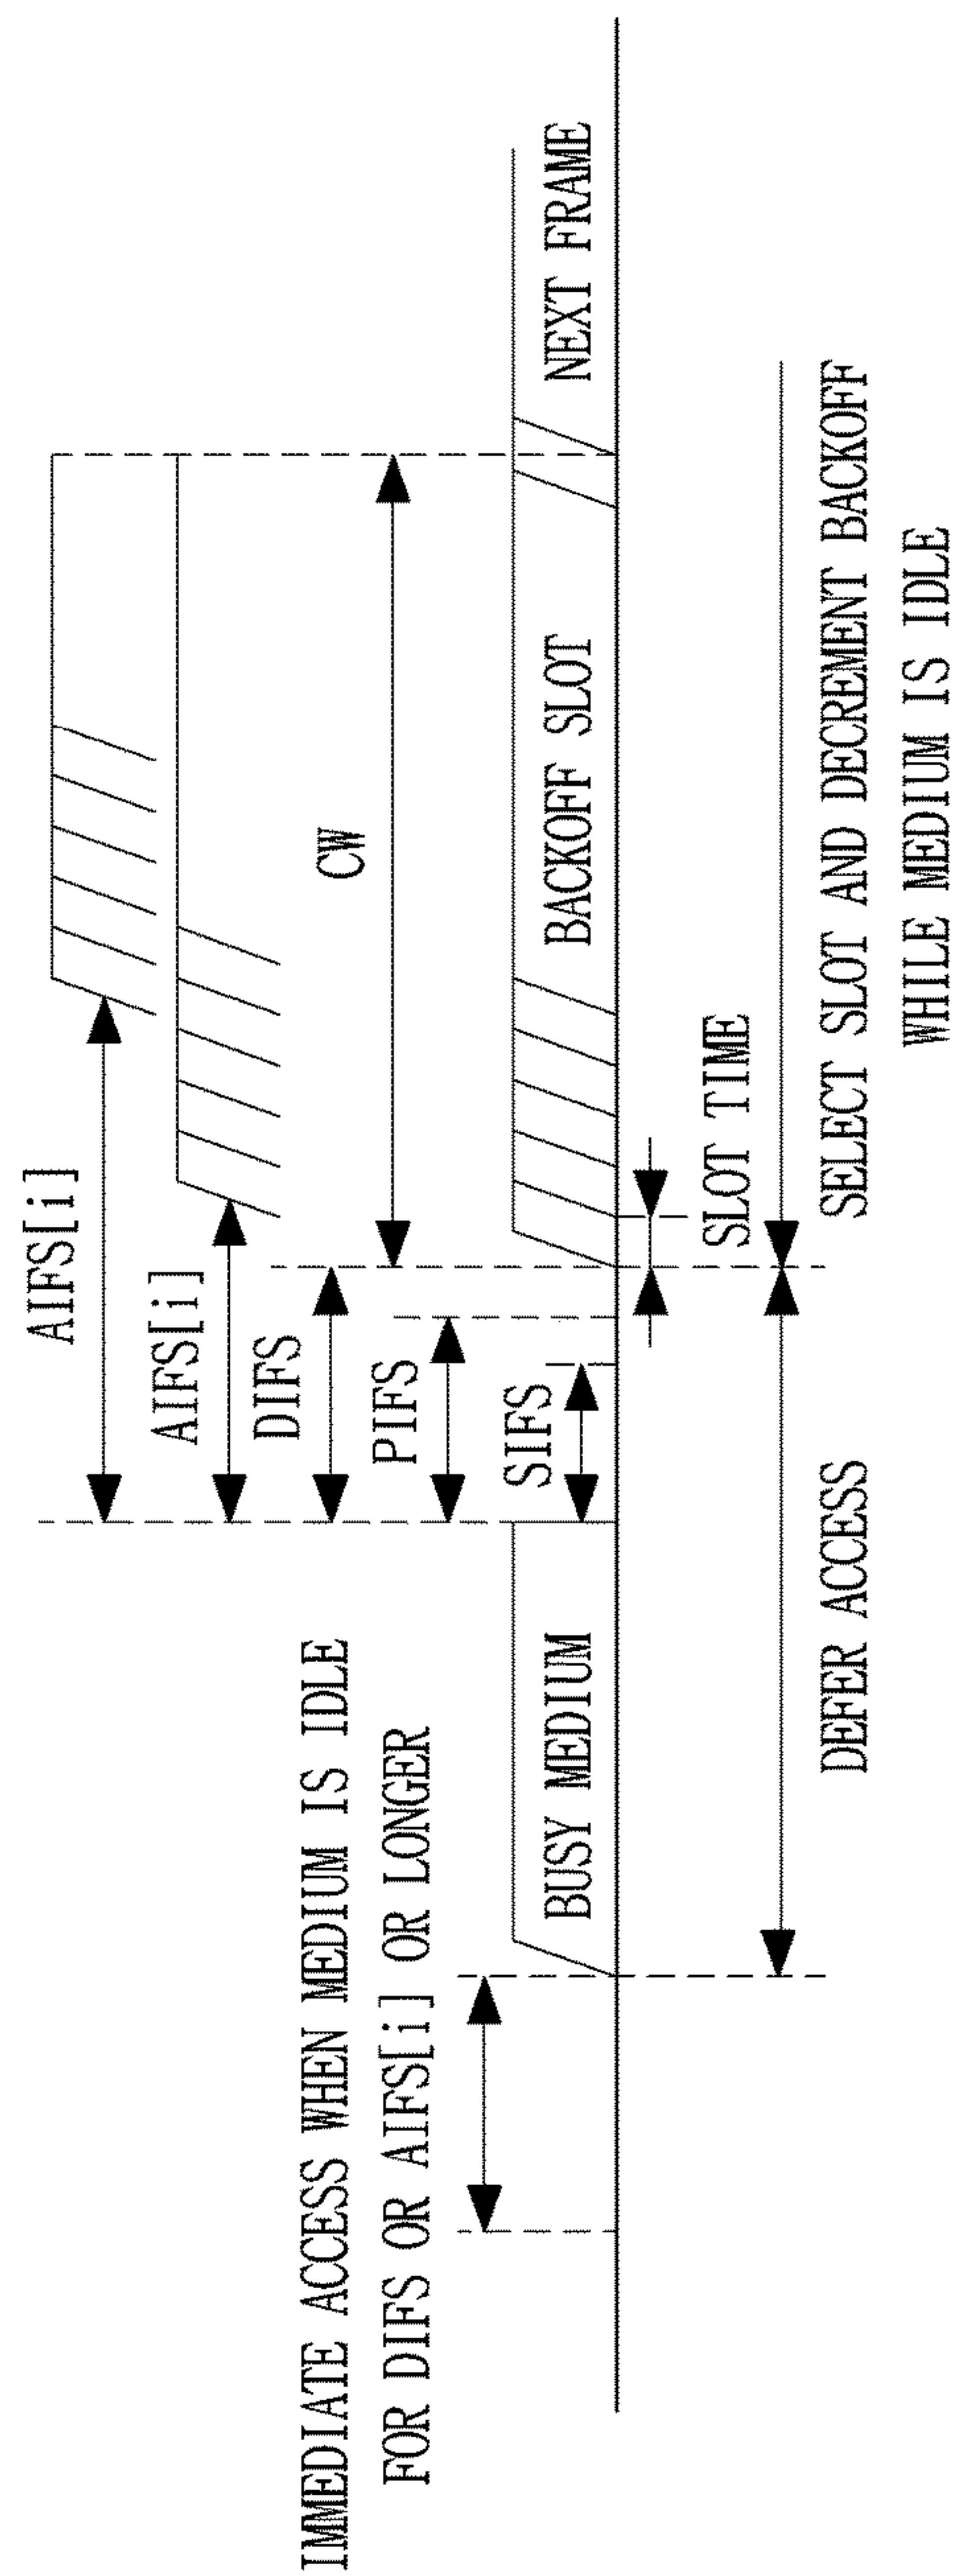 AIFS[i]
AIFS[i]
DIFS
IMMEDIATE ACCESS WHEN MEDIUM IS IDLE
FOR DIFS OR AIFS[i] OR LONGER
CW
PIFS
SIFS
BUSY MEDIUM
BACKOFF SLOT
NEXT FRAME
SLOT TIME
DEFER ACCESS
SELECT SLOT AND DECREMENT BACKOFF
WHILE MEDIUM IS IDLE